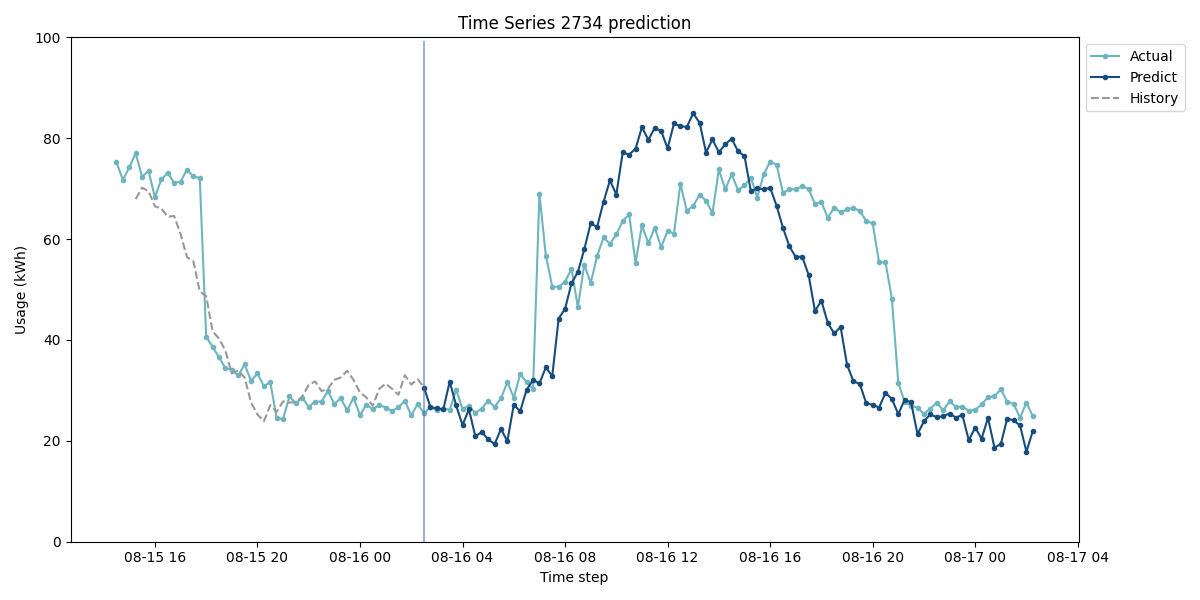 Time Series 2734 prediction
100
80
60
40
20
0
Usage (kWh)
08-15 16
08-15 20
08-16 00
08-16 04
08-16 08
08-16 12
08-16 16
08-16 20
08-17 00
08-17 04
Time step
Actual
Predict
History